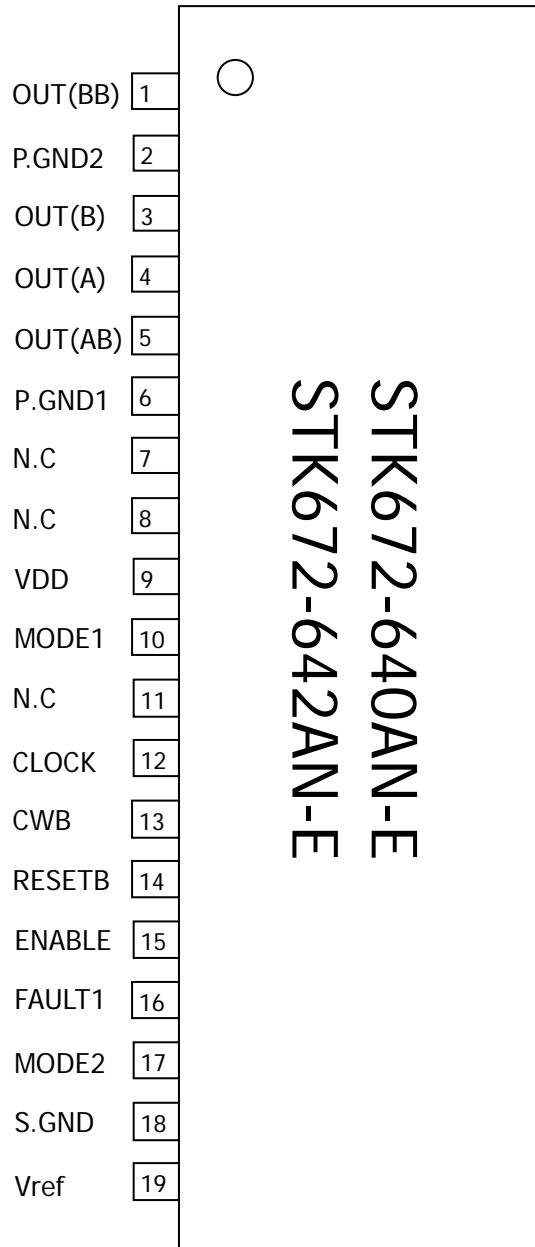 OUT(BB) 1
P.GND2 2
OUT(B) 3
OUT(A) 4
OUT(AB) 5
P.GND1 6
N.C 7
N.C 8
VDD 9
MODE1 10
N.C 11
CLOCK 12
CWB 13
RESETB 14
ENABLE 15
FAULT1 16
MODE2 17
S.GND 18
Vref 19
STK672-640AN-E
STK672-642AN-E